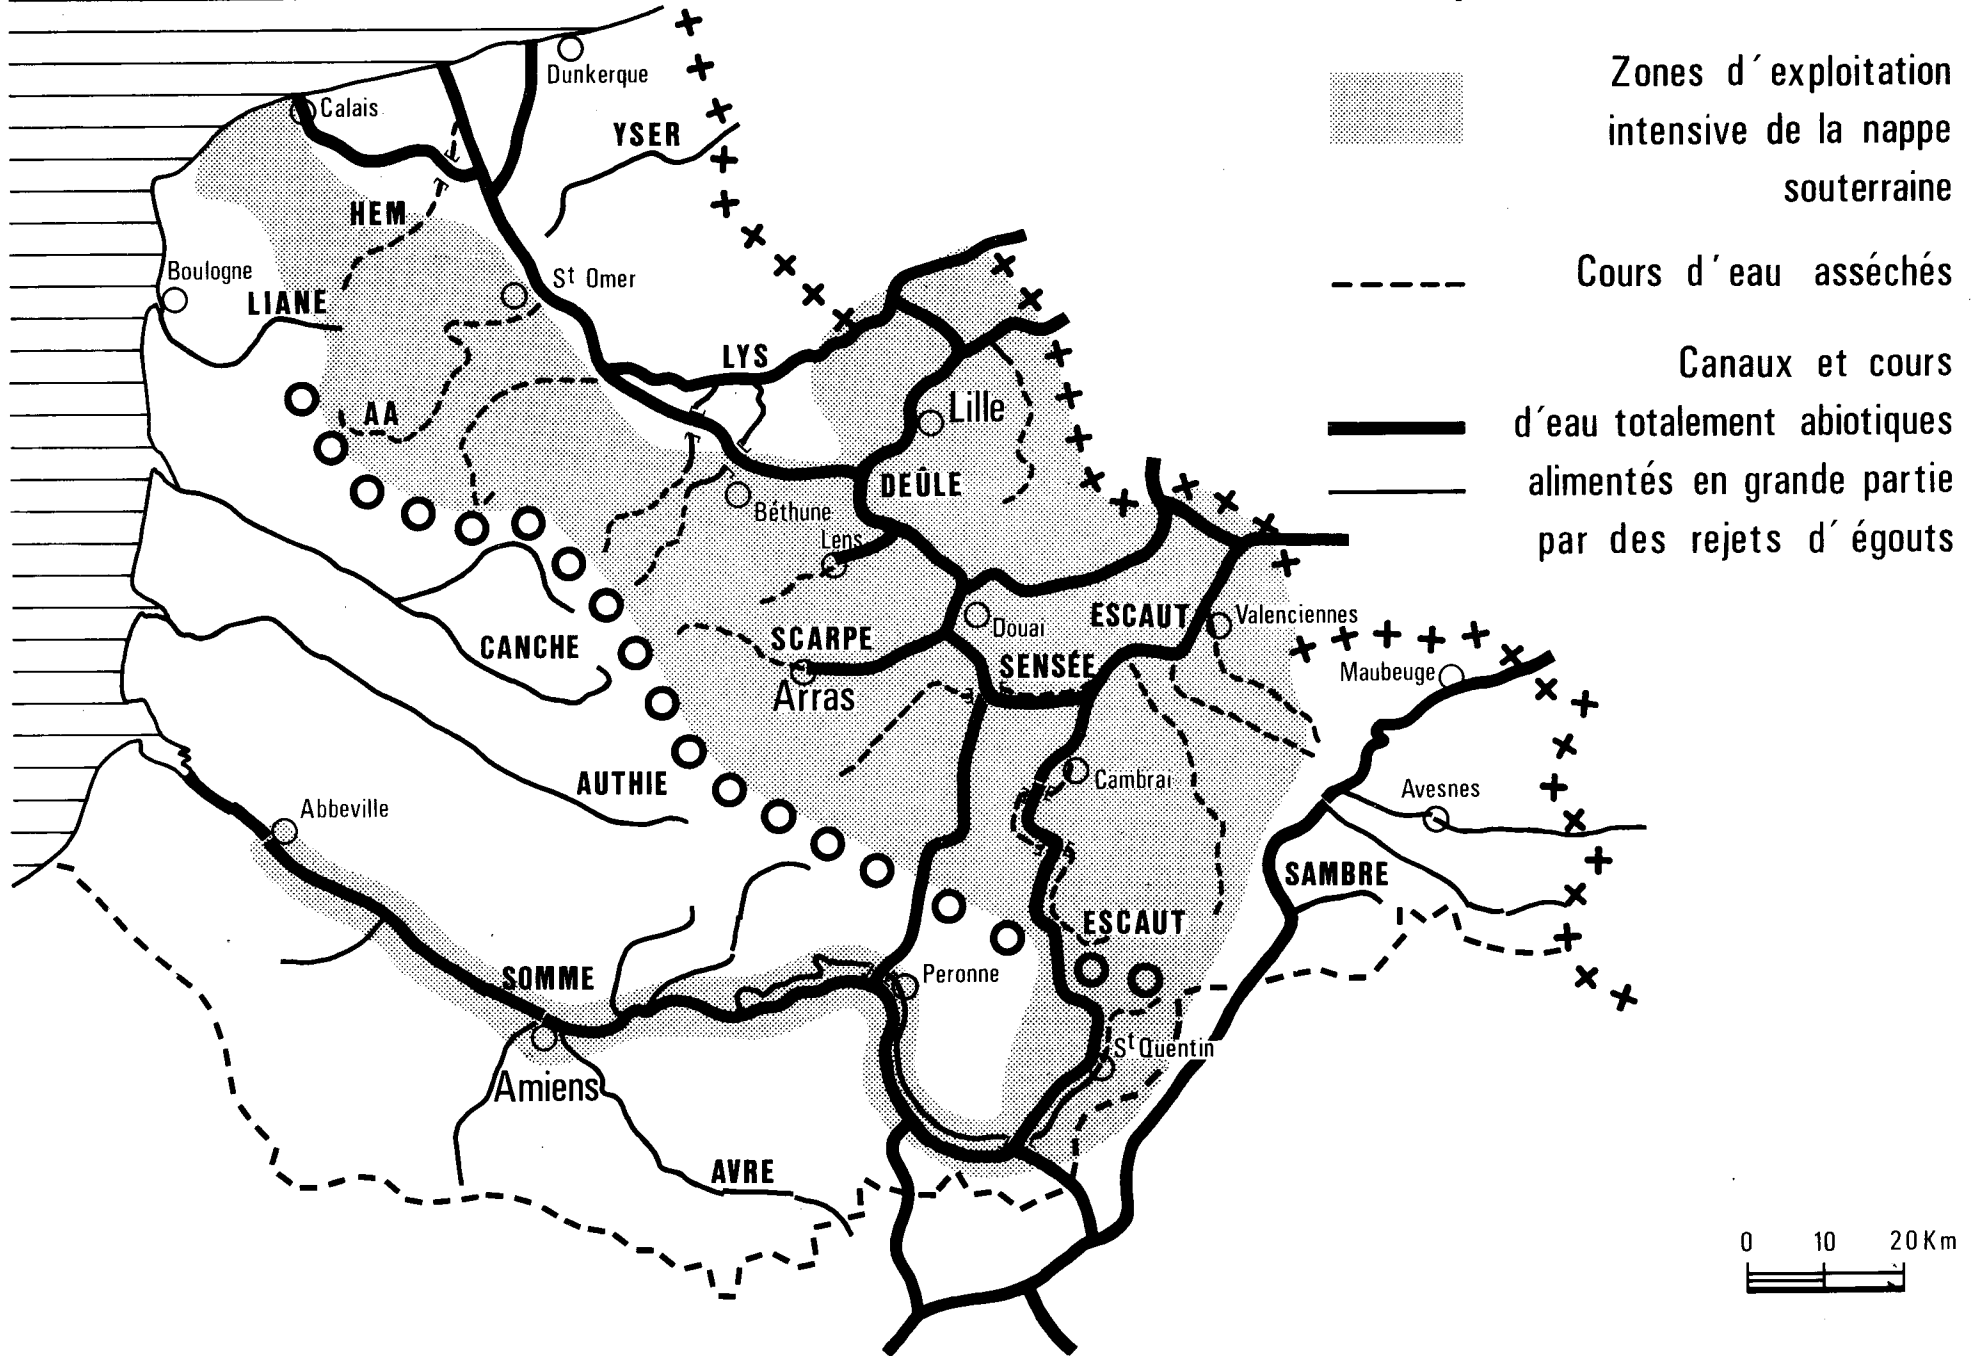 Zones d'exploitation
intensive de la nappe
souterraine
Cours d'eau asséchés
Canaux et cours
d'eau totalement abiotiques
alimentés en grande partie
par des rejets d'égouts
Dunkerque
Calais
YSER
HEM
Boulogne
LIANE
St Omer
LYS
AA
Lille
DEÛLE
Béthune
Lens
Douai
ESCAUT
Valenciennes
SCARPE
CANCHE
SENSÉE
Maubeuge
Arras
AUTHIE
Cambrai
Avesnes
Abbeville
SAMBRE
ESCAUT
SOMME
Peronne
St Quentin
Amiens
AVRE
0 10 20Km